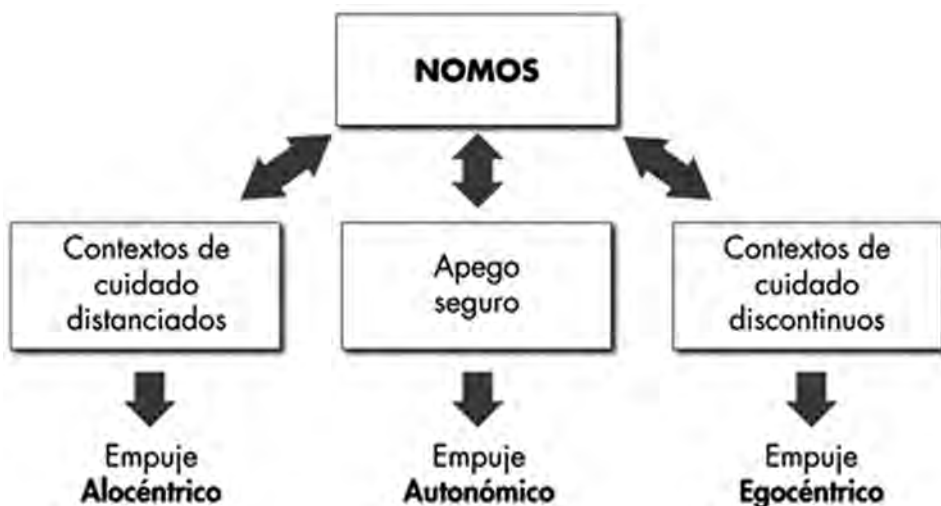 NOMOS
Contextos de
cuidado
distanciados
Apego
seguro
Contextos de
cuidado
discontinuos
Empuje
Alocéntrico
Empuje
Autonómico
Empuje
Egocéntrico